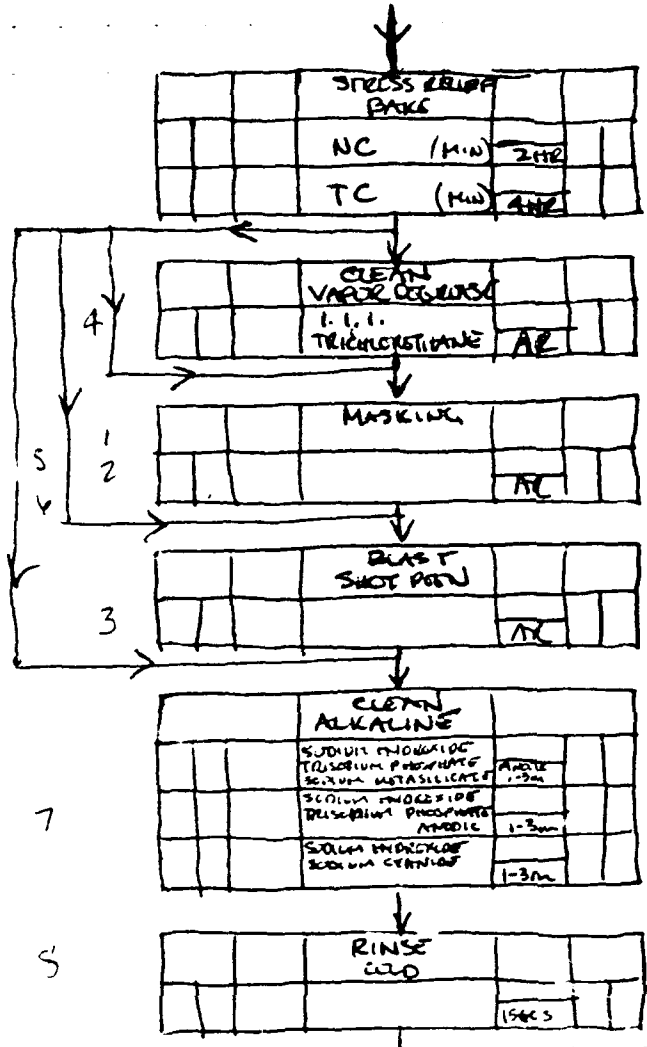 STRESS RELIEF
BAKE
NC (MIN) 2HR
TC (MIN) 4HR
CLEAN
VAPOR DEGREASE
4
1.1.1.
TRICHLORETHANE AR
MASKING
1
5
2
AR
BLAST
SHOT PEEN
3
AR
CLEAN
ALKALINE
SODIUM HYDROXIDE
TRISODIUM PHOSPHATE ANODIC
SODIUM METASILICATE 1-3m
SODIUM HYDROXIDE
TRISODIUM PHOSPHATE
7
ANODIC 1-3m
SODIUM HYDROXIDE
SODIUM CYANIDE
1-3m
RINSE
COLD
15SECS